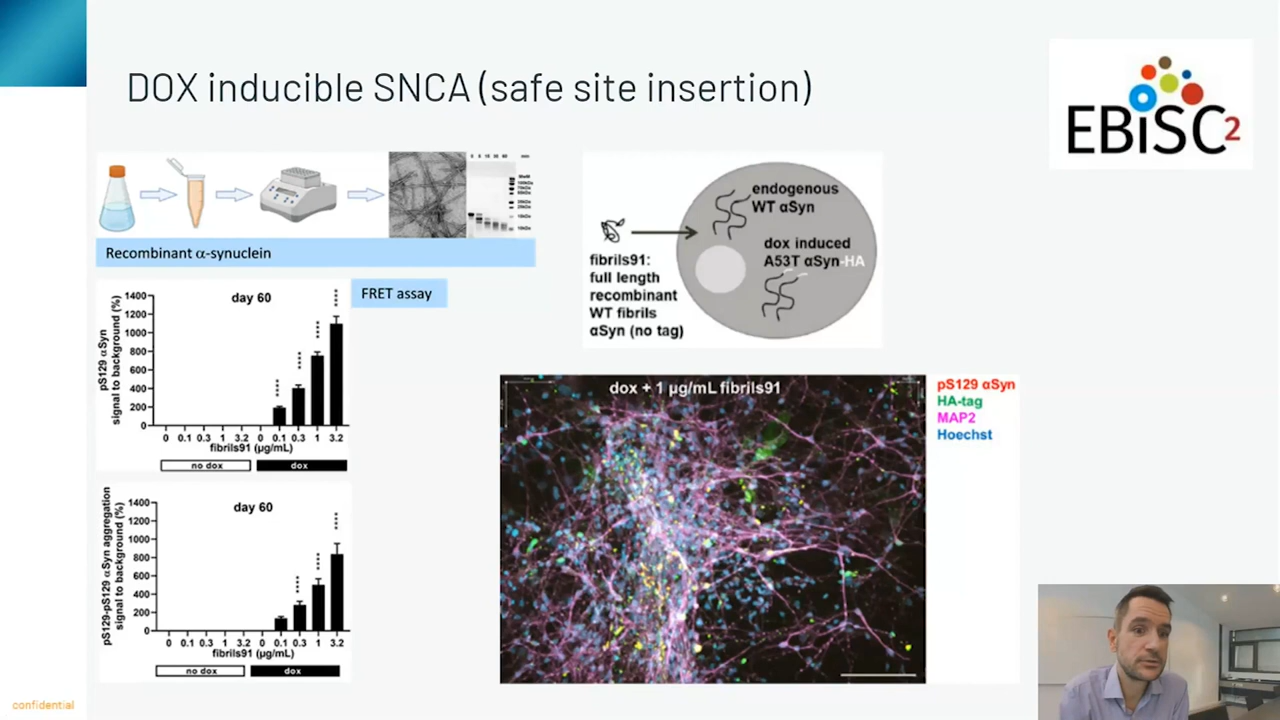 DOX inducible SNCA (safe site insertion)
EBiSC2
Recombinant α-synuclein
FRET assay
day 60
pS129 αSyn
signal to background (%)
1400
1200
1000
800
600
400
200
0
0 0.1 0.3 1 3.2 0 0.1 0.3 1 3.2
fibrils91 (µg/mL)
no dox
dox
day 60
pS129-pS129 αSyn aggregation
signal to background (%)
1400
1200
1000
800
600
400
200
0
0 0.1 0.3 1 3.2 0 0.1 0.3 1 3.2
fibrils91 (µg/mL)
no dox
dox
endogenous
WT αSyn
dox induced
A53T αSyn-HA
fibrils91:
full length
recombinant
WT fibrils
αSyn (no tag)
dox + 1 µg/mL fibrils91
pS129 αSyn
HA-tag
MAP2
Hoechst
confidential